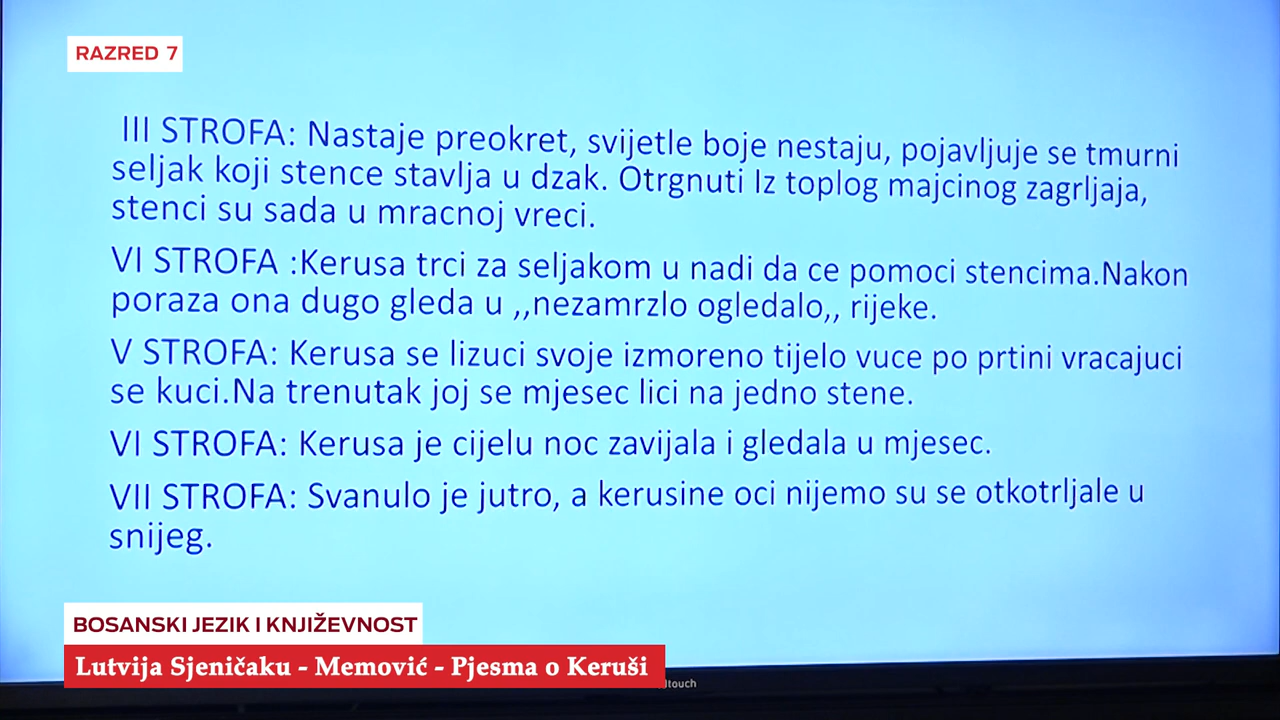 RAZRED 7
III STROFA: Nastaje preokret, svijetle boje nestaju, pojavljuje se tmurni
seljak koji stence stavlja u dzak. Otrgnuti Iz toplog majcinog zagrljaja,
stenci su sada u mracnoj vreci.
VI STROFA :Kerusa trci za seljakom u nadi da ce pomoci stencima.Nakon
poraza ona dugo gleda u ,,nezamrzlo ogledalo,, rijeke.
V STROFA: Kerusa se lizuci svoje izmoreno tijelo vuce po prtini vracajuci
se kuci.Na trenutak joj se mjesec lici na jedno stene.
VI STROFA: Kerusa je cijelu noc zavijala i gledala u mjesec.
VII STROFA: Svanulo je jutro, a kerusine oci nijemo su se otkotrljale u
snijeg.
BOSANSKI JEZIK I KNJIŽEVNOST
Lutvija Sjeničaku - Memović - Pjesma o Keruši